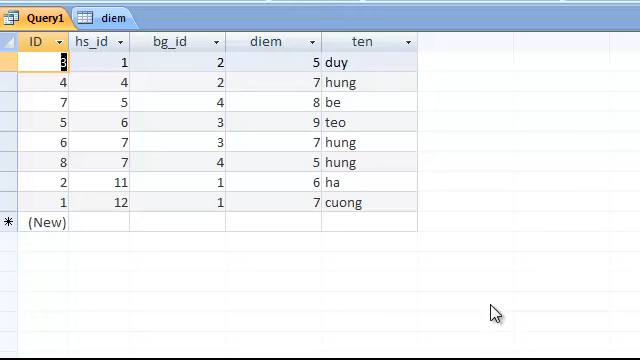 Query1 diem
ID hs_id bg_id diem ten
3 1 2 5 duy
4 4 2 7 hung
7 5 4 8 be
5 6 3 9 teo
6 7 3 7 hung
8 7 4 5 hung
2 11 1 6 ha
1 12 1 7 cuong
* (New)